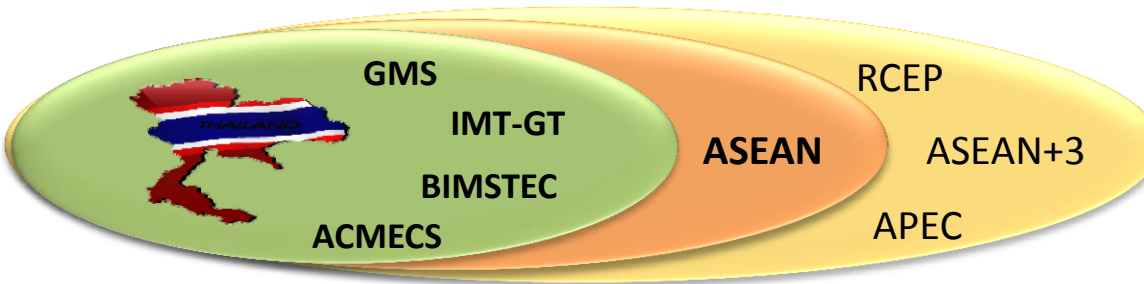 GMS
THAILAND
IMT-GT
BIMSTEC
ACMECS
ASEAN
RCEP
ASEAN+3
APEC